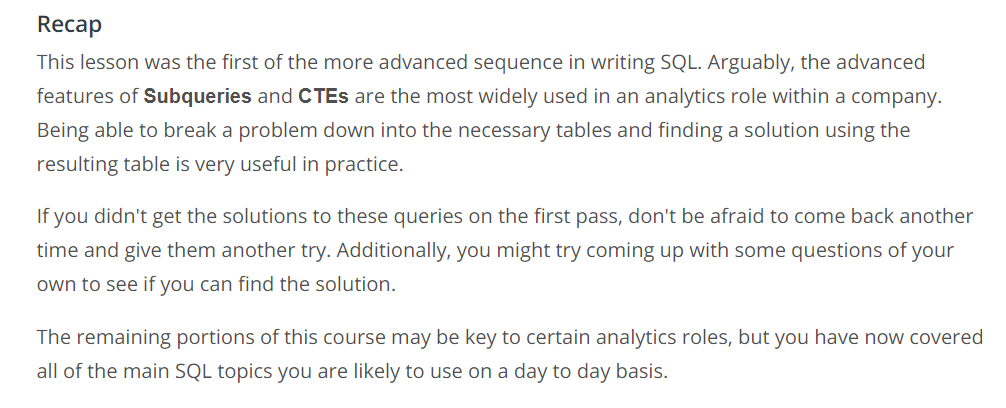 Recap
This lesson was the first of the more advanced sequence in writing SQL. Arguably, the advanced
features of Subqueries and CTEs are the most widely used in an analytics role within a company.
Being able to break a problem down into the necessary tables and finding a solution using the
resulting table is very useful in practice.
If you didn't get the solutions to these queries on the first pass, don't be afraid to come back another
time and give them another try. Additionally, you might try coming up with some questions of your
own to see if you can find the solution.
The remaining portions of this course may be key to certain analytics roles, but you have now covered
all of the main SQL topics you are likely to use on a day to day basis.